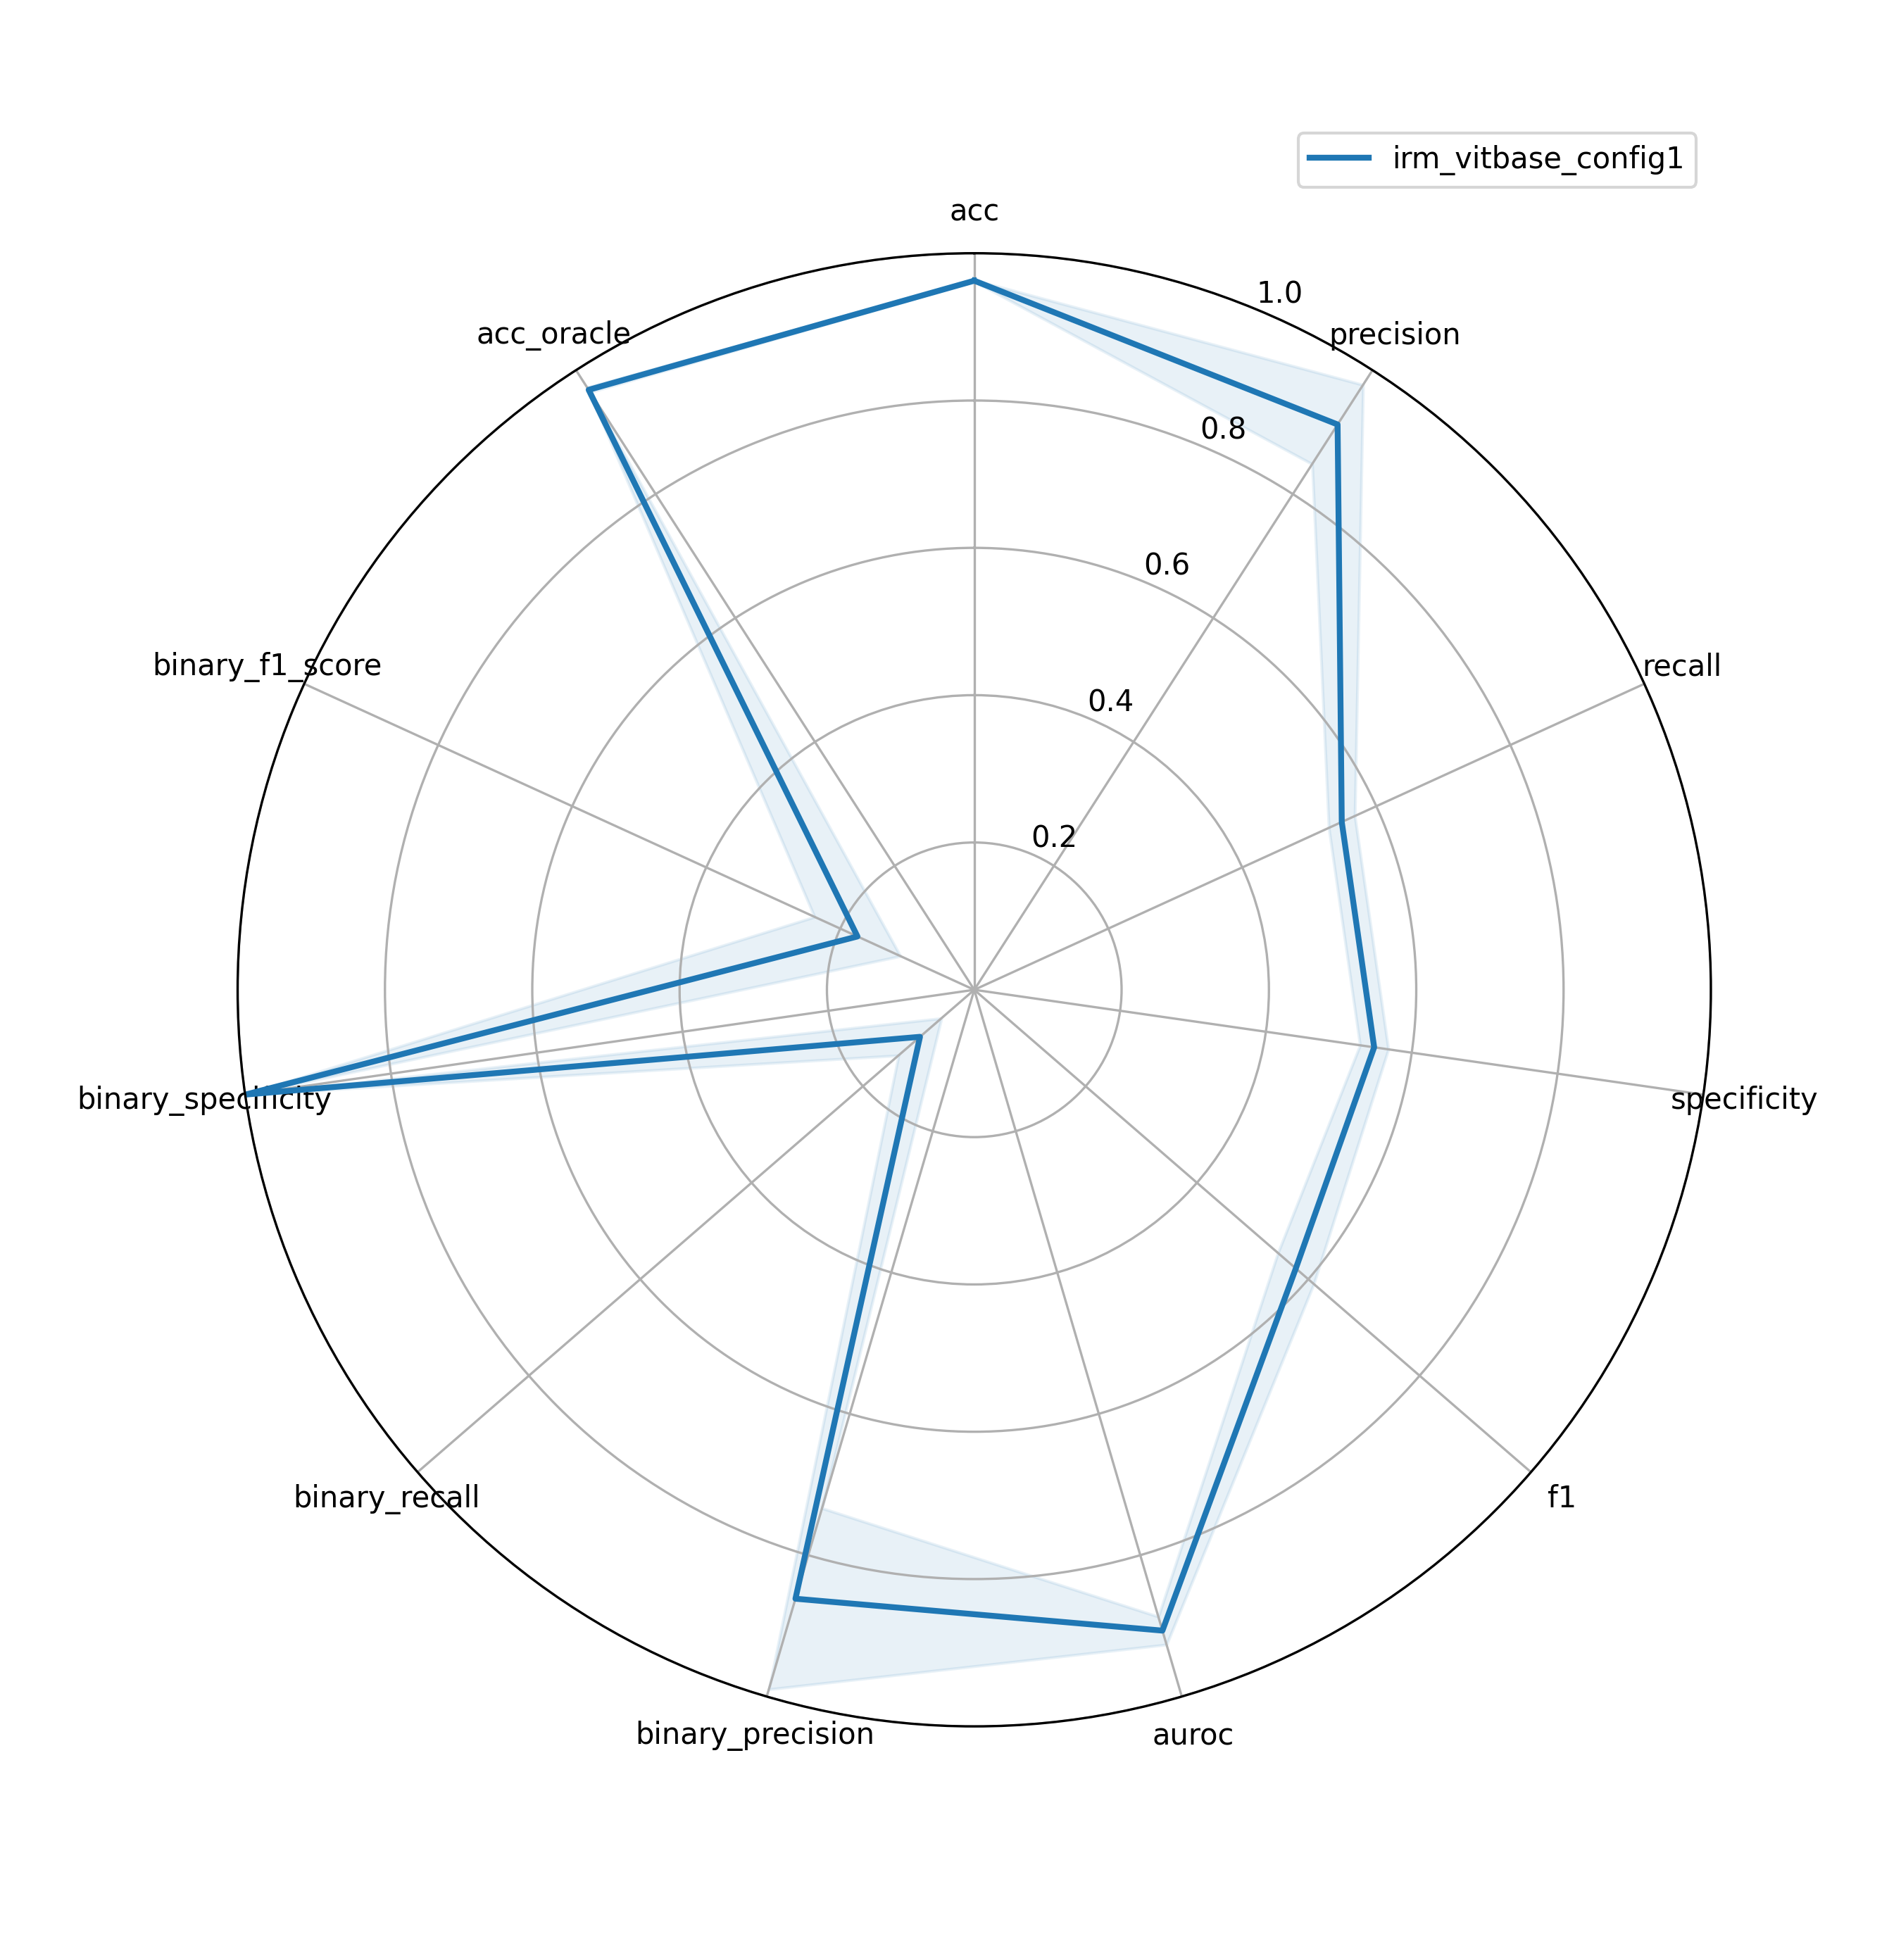 irm_vitbase_config1
acc
1.0
acc_oracle
precision
0.8
0.6
binary_f1_score
recall
0.4
0.2
binary_specificity
specificity
binary_recall
f1
binary_precision
auroc